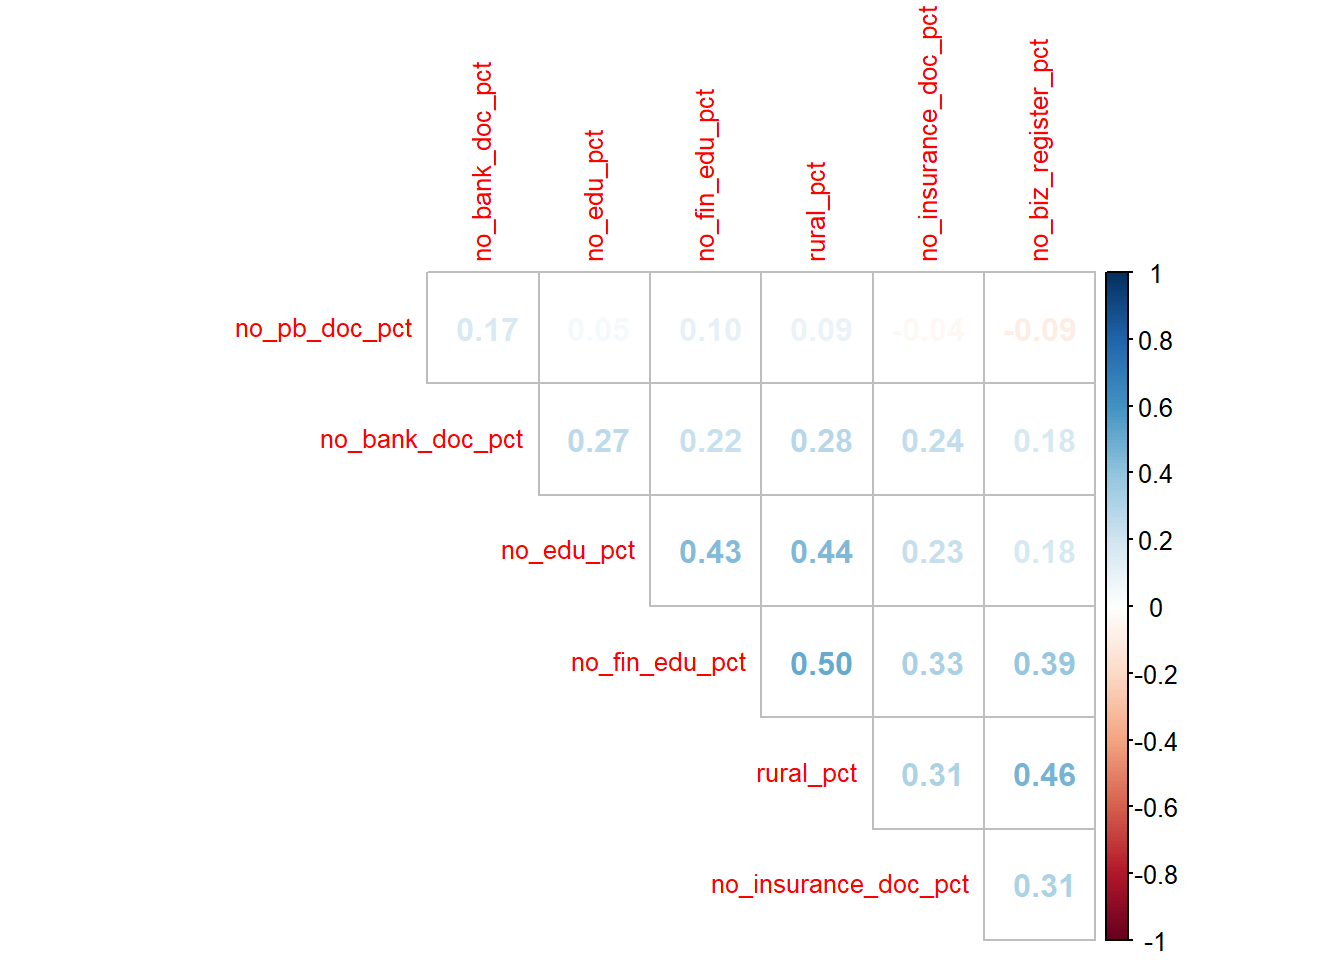 no_bank_doc_pct
no_edu_pct
no_fin_edu_pct
rural_pct
no_insurance_doc_pct
no_biz_register_pct
no_pb_doc_pct 0.17 0.05 0.10 0.09 -0.04 -0.09
no_bank_doc_pct 0.27 0.22 0.28 0.24 0.18
no_edu_pct 0.43 0.44 0.23 0.18
no_fin_edu_pct 0.50 0.33 0.39
rural_pct 0.31 0.46
no_insurance_doc_pct 0.31
1
0.8
0.6
0.4
0.2
0
-0.2
-0.4
-0.6
-0.8
-1